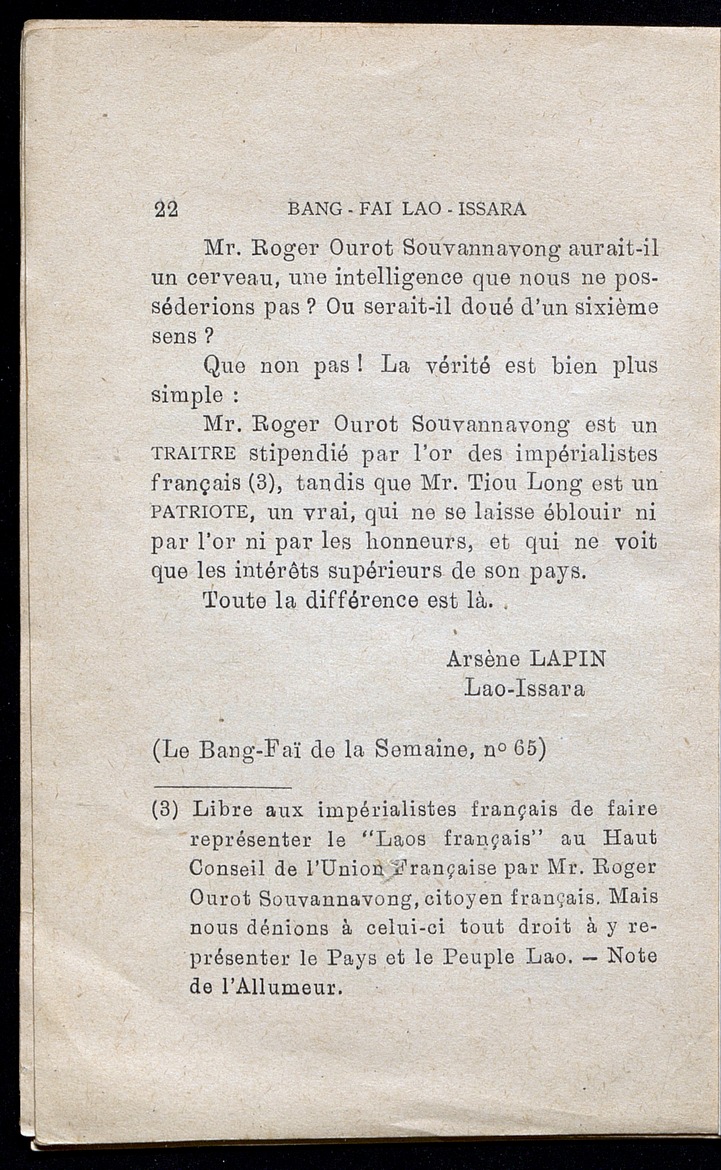 22 BANG - FAI LAO - ISSARA
Mr. Roger Ourot Souvannavong aurait-il
un cerveau, une intelligence que nous ne pos-
séderions pas ? Ou serait-il doué d'un sixième
sens ?
Que non pas ! La vérité est bien plus
simple :
Mr. Roger Ourot Souvannavong est un
TRAITRE stipendié par l'or des impérialistes
français (3), tandis que Mr. Tiou Long est un
PATRIOTE, un vrai, qui ne se laisse éblouir ni
par l'or ni par les honneurs, et qui ne voit
que les intérêts supérieurs de son pays.
Toute la différence est là.
Arsène LAPIN
Lao-Issara
(Le Bang-Faï de la Semaine, nº 65)
(3) Libre aux impérialistes français de faire
représenter le "Laos français" au Haut
Conseil de l'Union Française par Mr. Roger
Ourot Souvannavong, citoyen français. Mais
nous dénions à celui-ci tout droit à y re-
présenter le Pays et le Peuple Lao. — Note
de l'Allumeur.